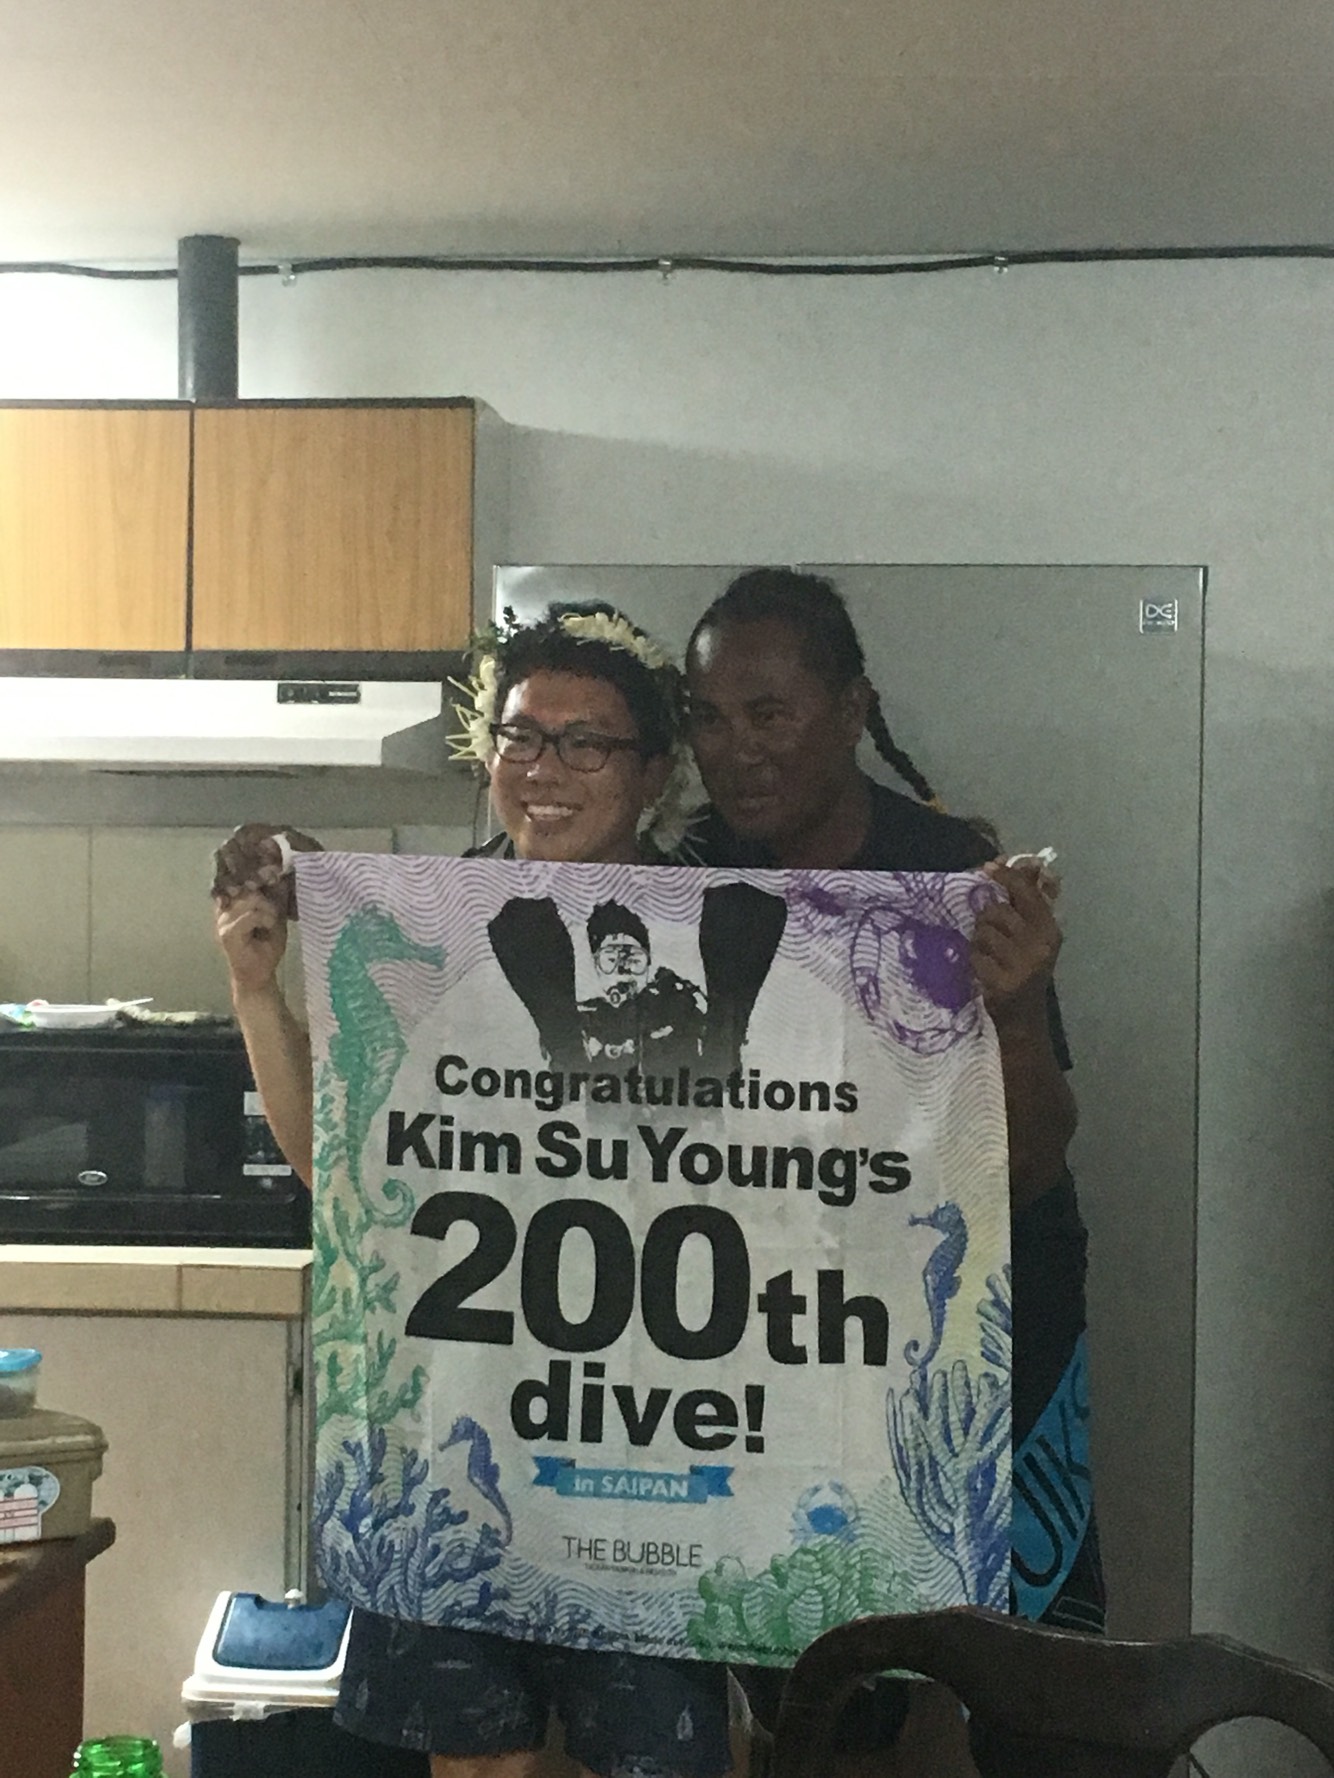 Congratulations
Kim Su Young's
200th
dive!
in SAIPAN
THE BUBBLE